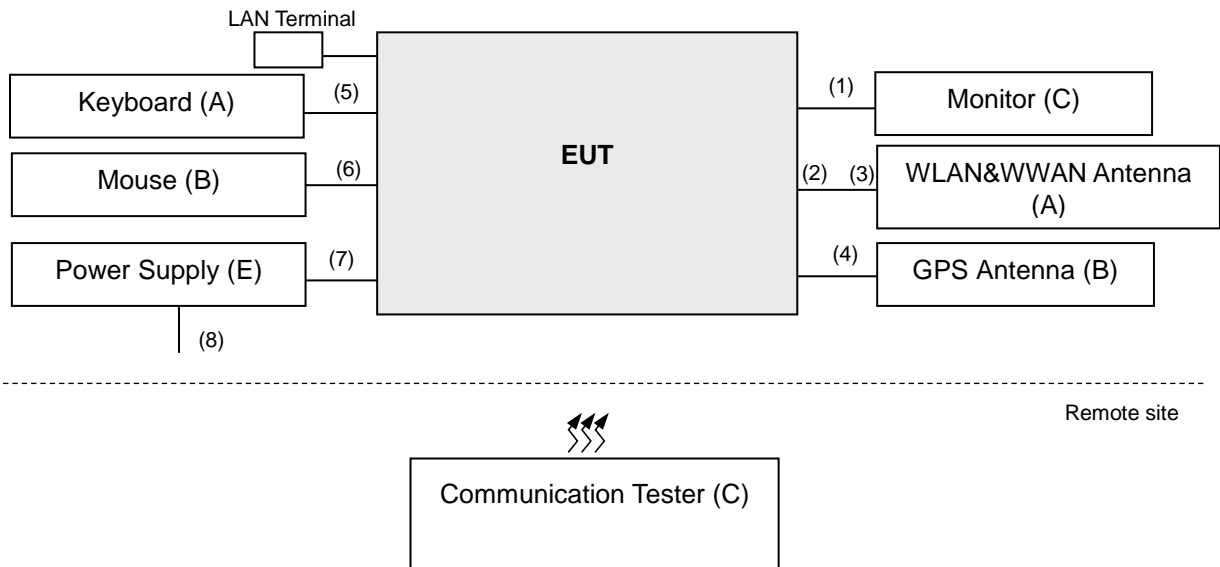 LAN Terminal
Keyboard (A)
(5)
Mouse (B)
(6)
Power Supply (E)
(7)
(8)
EUT
(1)
Monitor (C)
(2)
(3)
WLAN&WWAN Antenna
(A)
(4)
GPS Antenna (B)
Remote site
Communication Tester (C)